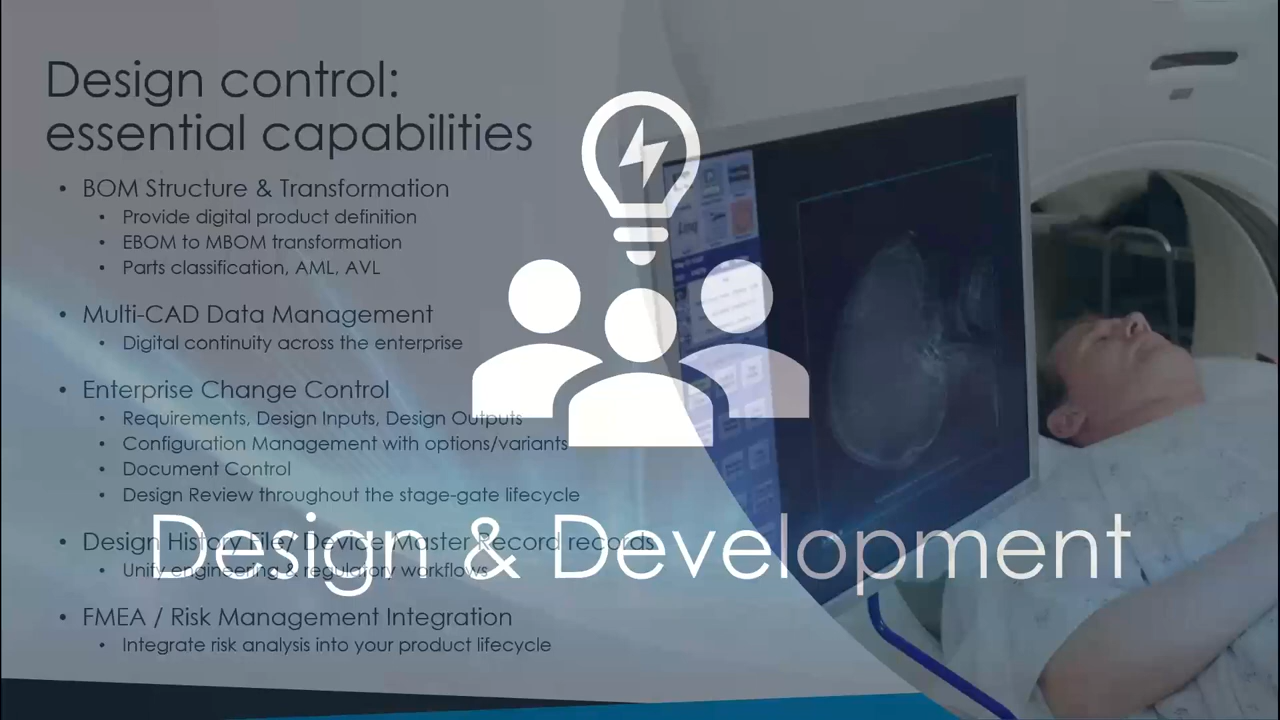 Design control:
essential capabilities
• BOM Structure & Transformation
• Provide digital product definition
• EBOM to MBOM transformation
• Parts classification, AML, AVL
• Multi-CAD Data Management
• Digital continuity across the enterprise
• Enterprise Change Control
• Requirements, Design Inputs, Design Outputs
• Configuration Management with options/variants
• Document Control
• Design Review throughout the stage-gate lifecycle
• Design History File/ Device Master Record records
• Unify engineering & regulatory workflows
• FMEA / Risk Management Integration
• Integrate risk analysis into your product lifecycle
Design & Development